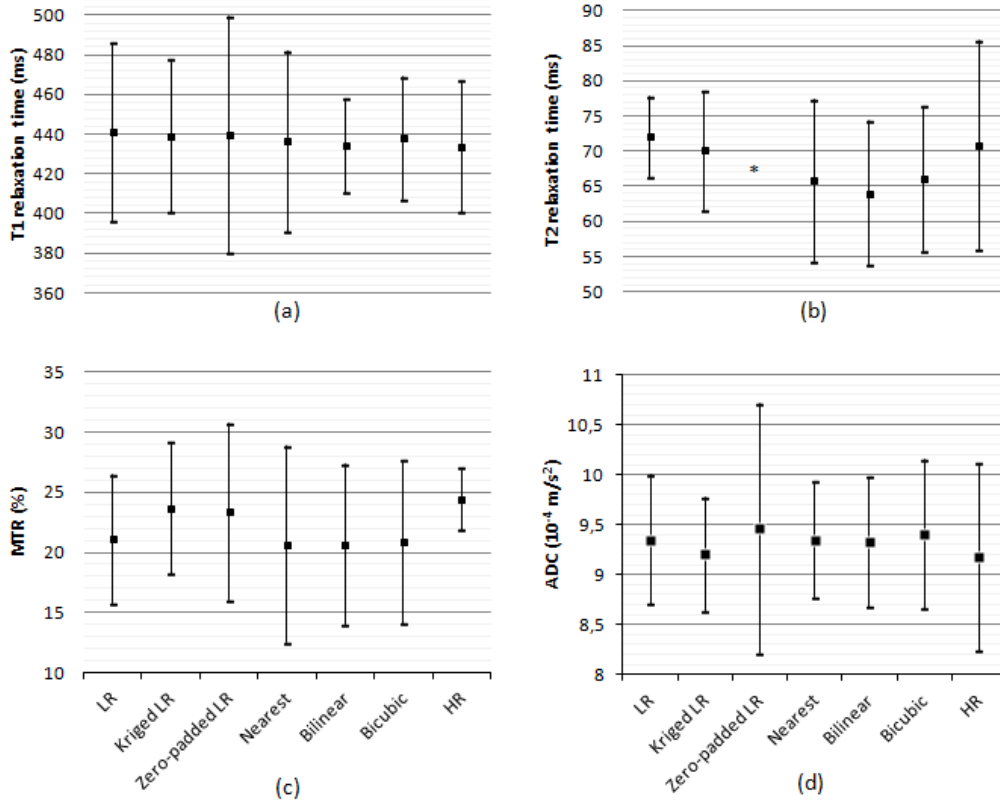 T1 relaxation time (ms)
500
480
460
440
420
400
380
360
(a)
T2 relaxation time (ms)
90
85
80
75
70
65
60
55
50
*
(b)
MTR (%)
35
30
25
20
15
10
LR
Kriged LR
Zero-padded LR
Nearest
Bilinear
Bicubic
HR
(c)
ADC (10⁻⁴ m/s²)
11
10,5
10
9,5
9
8,5
8
LR
Kriged LR
Zero-padded LR
Nearest
Bilinear
Bicubic
HR
(d)